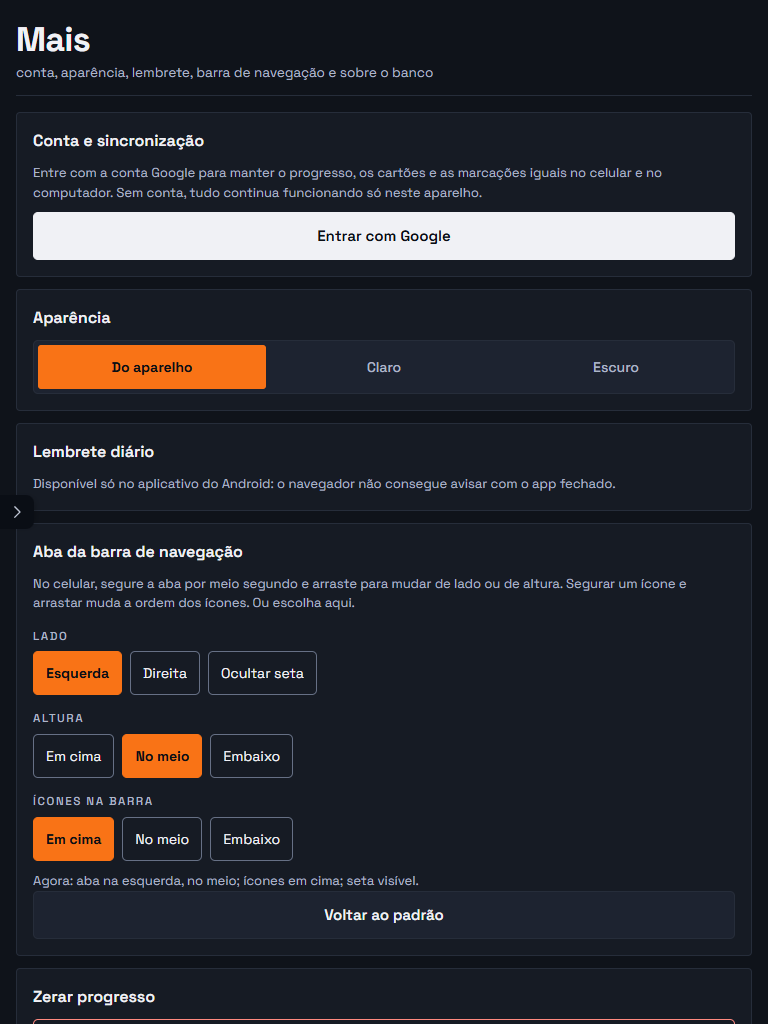 Mais
conta, aparência, lembrete, barra de navegação e sobre o banco
Conta e sincronização
Entre com a conta Google para manter o progresso, os cartões e as marcações iguais no celular e no
computador. Sem conta, tudo continua funcionando só neste aparelho.
Entrar com Google
Aparência
Do aparelho
Claro
Escuro
Lembrete diário
Disponível só no aplicativo do Android: o navegador não consegue avisar com o app fechado.
Aba da barra de navegação
No celular, segure a aba por meio segundo e arraste para mudar de lado ou de altura. Segurar um ícone e
arrastar muda a ordem dos ícones. Ou escolha aqui.
LADO
Esquerda
Direita
Ocultar seta
ALTURA
Em cima
No meio
Embaixo
ÍCONES NA BARRA
Em cima
No meio
Embaixo
Agora: aba na esquerda, no meio; ícones em cima; seta visível.
Voltar ao padrão
Zerar progresso